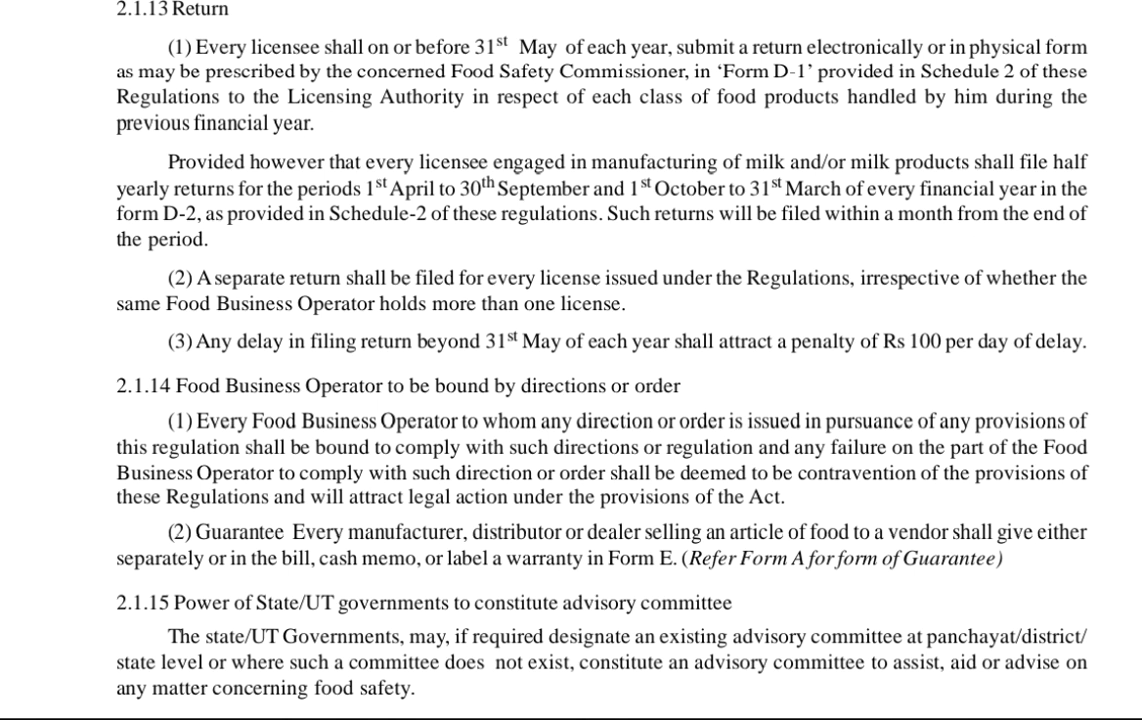 2.1.13 Return
(1) Every licensee shall on or before 31st May of each year, submit a return electronically or in physical form
as may be prescribed by the concerned Food Safety Commissioner, in ‘Form D-1’ provided in Schedule 2 of these
Regulations to the Licensing Authority in respect of each class of food products handled by him during the
previous financial year.
Provided however that every licensee engaged in manufacturing of milk and/or milk products shall file half
yearly returns for the periods 1st April to 30th September and 1st October to 31st March of every financial year in the
form D-2, as provided in Schedule-2 of these regulations. Such returns will be filed within a month from the end of
the period.
(2) A separate return shall be filed for every license issued under the Regulations, irrespective of whether the
same Food Business Operator holds more than one license.
(3) Any delay in filing return beyond 31st May of each year shall attract a penalty of Rs 100 per day of delay.
2.1.14 Food Business Operator to be bound by directions or order
(1) Every Food Business Operator to whom any direction or order is issued in pursuance of any provisions of
this regulation shall be bound to comply with such directions or regulation and any failure on the part of the Food
Business Operator to comply with such direction or order shall be deemed to be contravention of the provisions of
these Regulations and will attract legal action under the provisions of the Act.
(2) Guarantee Every manufacturer, distributor or dealer selling an article of food to a vendor shall give either
separately or in the bill, cash memo, or label a warranty in Form E. (Refer Form A for form of Guarantee)
2.1.15 Power of State/UT governments to constitute advisory committee
The state/UT Governments, may, if required designate an existing advisory committee at panchayat/district/
state level or where such a committee does not exist, constitute an advisory committee to assist, aid or advise on
any matter concerning food safety.